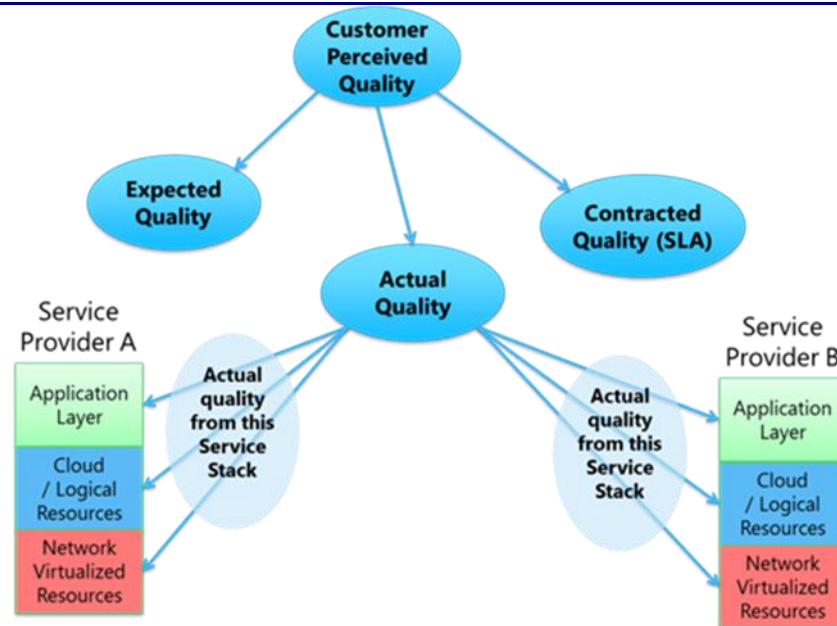 Customer
Perceived
Quality
Expected
Quality
Contracted
Quality (SLA)
Actual
Quality
Service
Provider A
Application
Layer
Cloud
/ Logical
Resources
Network
Virtualized
Resources
Actual
quality
from this
Service
Stack
Actual
quality
from this
Service
Stack
Service
Provider B
Application
Layer
Cloud
/ Logical
Resources
Network
Virtualized
Resources